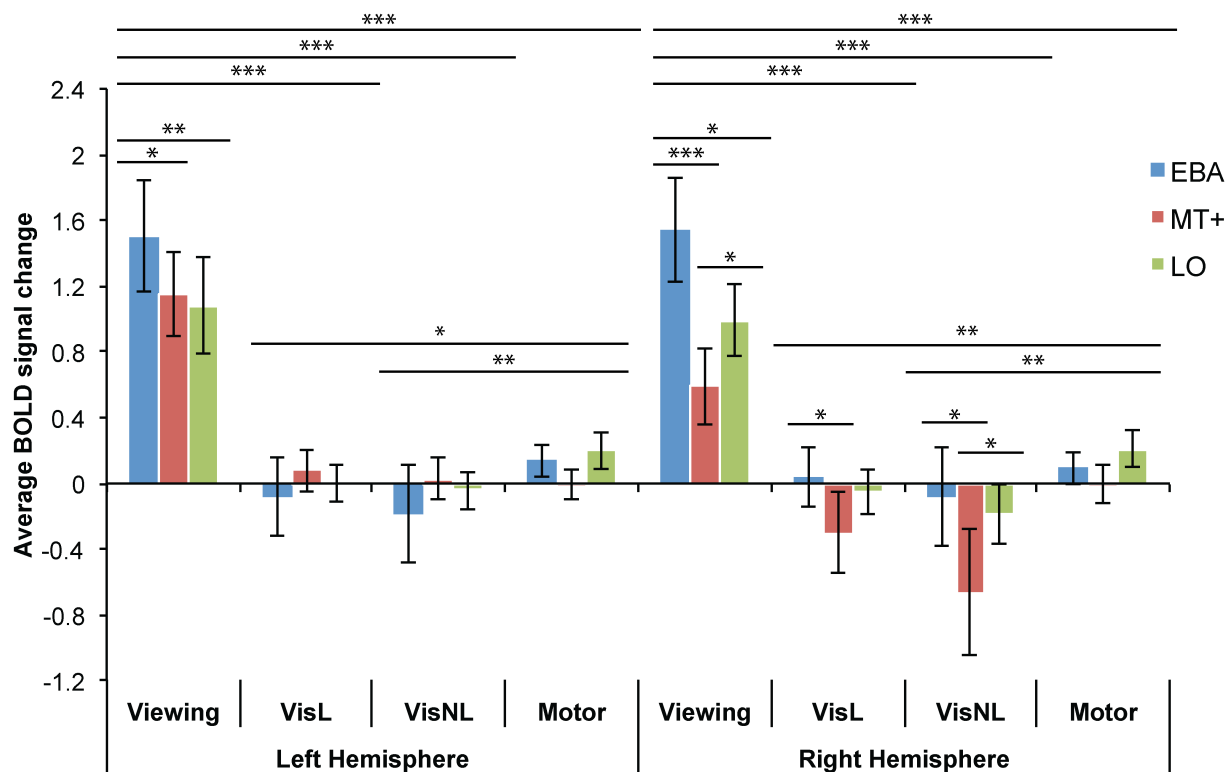 *** ***
*** ***
*** ***
2.4
** *
2
* ***
EBA
1.6
MT+
*
1.2
LO
* **
0.8
** **
0.4
* * *
0
-0.4
-0.8
-1.2
Average BOLD signal change
Viewing VisL VisNL Motor Viewing VisL VisNL Motor
Left Hemisphere Right Hemisphere